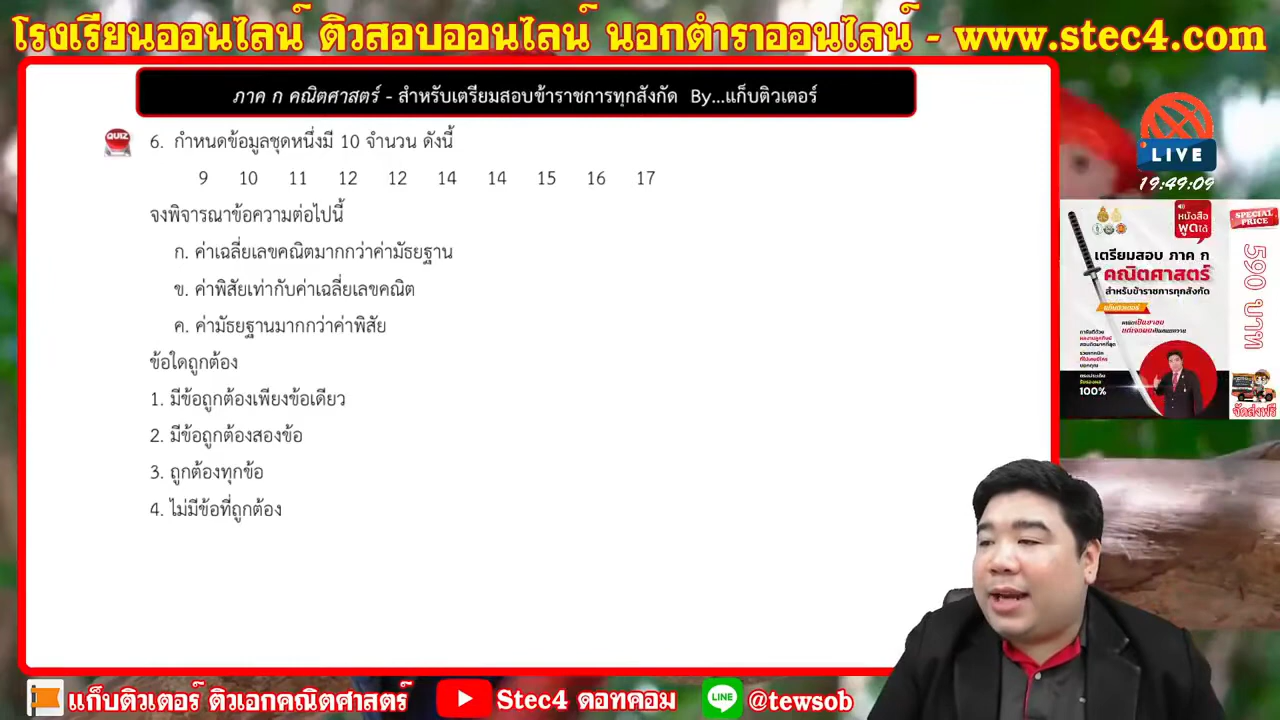 โรงเรียนออนไลน์ ติวสอบออนไลน์ นอกตำราออนไลน์ - www.stec4.com
ภาค ก คณิตศาสตร์ - สำหรับเตรียมสอบข้าราชการทุกสังกัด By...แก็บติวเตอร์
QUIZ
6. กำหนดข้อมูลชุดหนึ่งมี 10 จำนวน ดังนี้
9 10 11 12 12 14 14 15 16 17
จงพิจารณาข้อความต่อไปนี้
ก. ค่าเฉลี่ยเลขคณิตมากกว่าค่ามัธยฐาน
ข. ค่าพิสัยเท่ากับค่าเฉลี่ยเลขคณิต
ค. ค่ามัธยฐานมากกว่าค่าพิสัย
ข้อใดถูกต้อง
1. มีข้อถูกต้องเพียงข้อเดียว
2. มีข้อถูกต้องสองข้อ
3. ถูกต้องทุกข้อ
4. ไม่มีข้อที่ถูกต้อง
LIVE
19:49:09
หนังสือ
พูดได้
SPECIAL
PRICE
เตรียมสอบ ภาค ก
คณิตศาสตร์
สำหรับข้าราชการทุกสังกัด
แก็บติวเตอร์
590 บาท
100%
จัดส่งฟรี
แก็บติวเตอร์ ติวเอกคณิตศาสตร์
Stec4 ดอทคอม
LINE
@tewsob